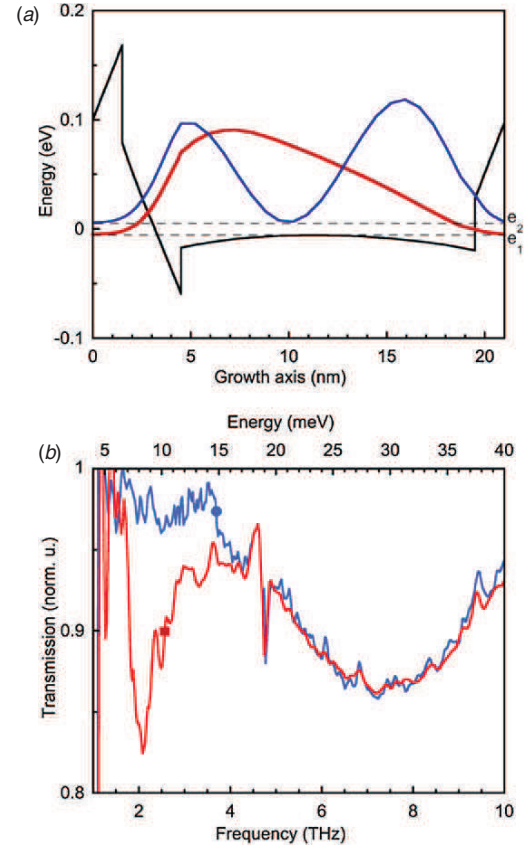 (a)
0.2
0.1
0
-0.1
Energy (eV)
e2
e1
0 5 10 15 20
Growth axis (nm)
Energy (meV)
(b)
5 10 15 20 25 30 35 40
1
0.9
0.8
Transmission (norm. u.)
2 4 6 8 10
Frequency (THz)